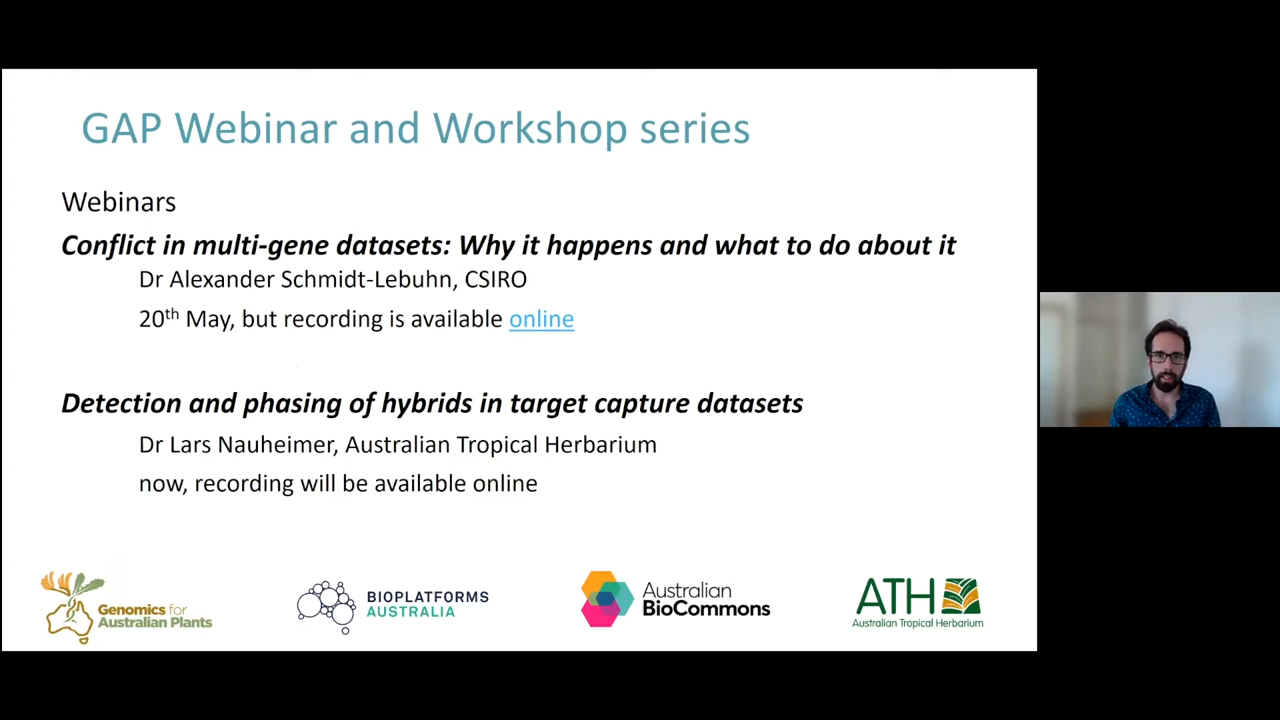 GAP Webinar and Workshop series
Webinars
Conflict in multi-gene datasets: Why it happens and what to do about it
Dr Alexander Schmidt-Lebuhn, CSIRO
20th May, but recording is available online
Detection and phasing of hybrids in target capture datasets
Dr Lars Nauheimer, Australian Tropical Herbarium
now, recording will be available online
Genomics for
Australian Plants
BIOPLATFORMS
AUSTRALIA
Australian
BioCommons
ATH
Australian Tropical Herbarium